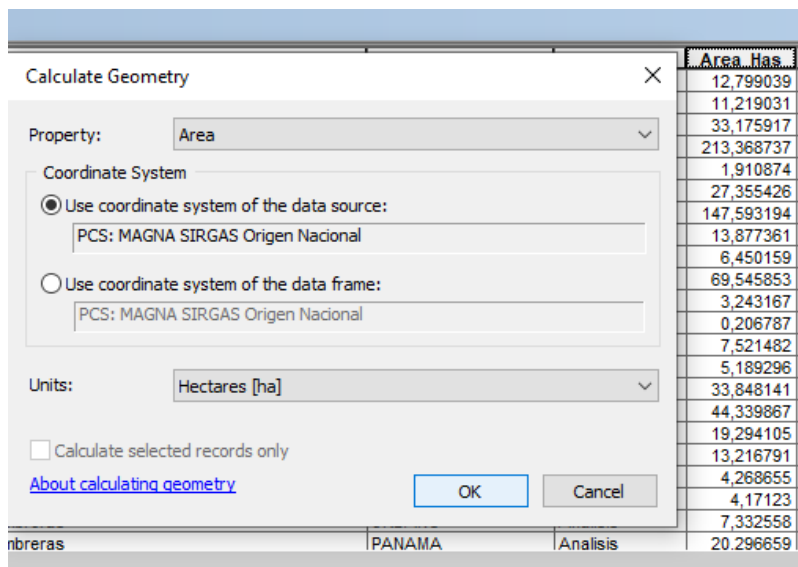 Area_Has
Calculate Geometry
12,799039
11,219031
Property:
Area
33,175917
213,368737
Coordinate System
1,910874
Use coordinate system of the data source:
27,355426
PCS: MAGNA SIRGAS Origen Nacional
147,593194
13,877361
6,450159
Use coordinate system of the data frame:
69,545853
PCS: MAGNA SIRGAS Origen Nacional
3,243167
0,206787
7,521482
5,189296
Units:
Hectares [ha]
33,848141
44,339867
19,294105
Calculate selected records only
13,216791
About calculating geometry
OK
Cancel
4,268655
4,17123
7,332558
mbreras PANAMA Analisis 20,296659